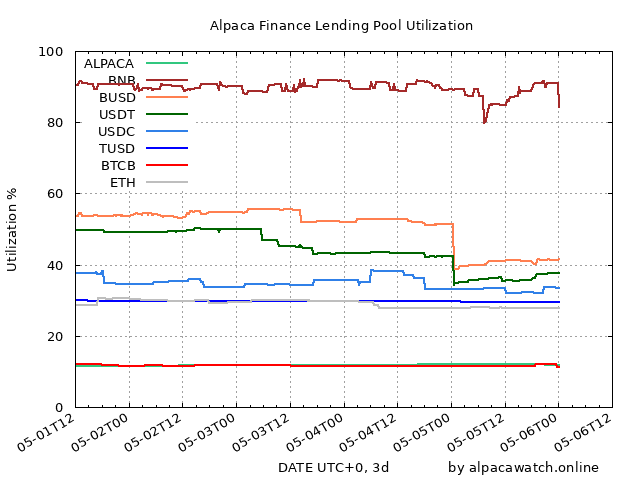 Alpaca Finance Lending Pool Utilization
100
80
60
40
20
0
Utilization %
ALPACA
BNB
BUSD
USDT
USDC
TUSD
BTCB
ETH
05-01T12
05-02T00
05-02T12
05-03T00
05-03T12
05-04T00
05-04T12
05-05T00
05-05T12
05-06T00
05-06T12
DATE UTC+0, 3d
by alpacawatch.online